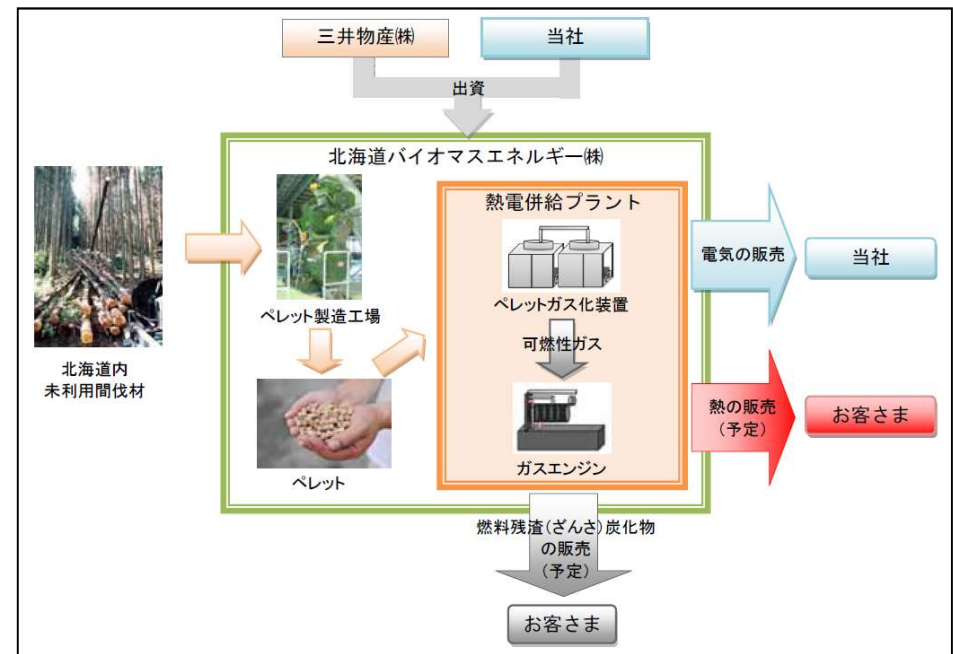 三井物産㈱
当社
出資
北海道バイオマスエネルギー㈱
熱電併給プラント
ペレットガス化装置
可燃性ガス
ガスエンジン
ペレット製造工場
ペレット
北海道内
未利用間伐材
電気の販売
当社
熱の販売
(予定)
お客さま
燃料残渣(ざんさ)炭化物
の販売
(予定)
お客さま